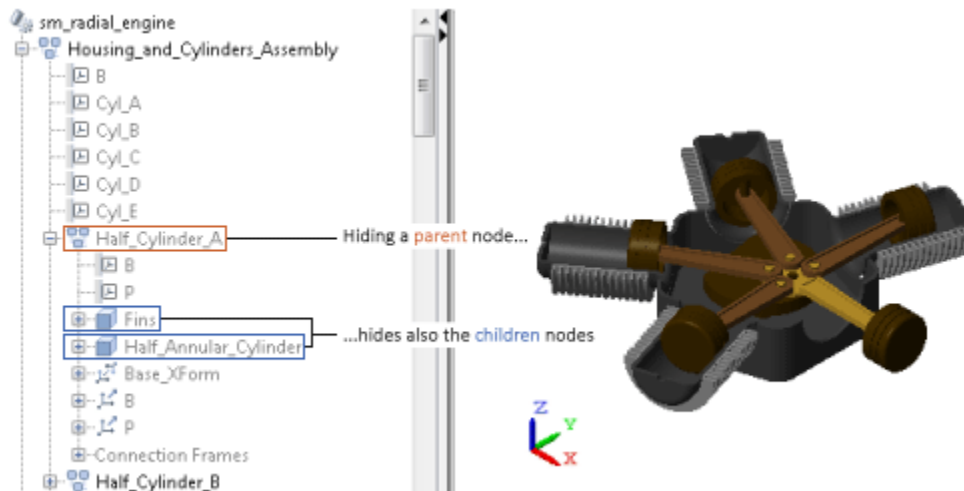 sm_radial_engine
Housing_and_Cylinders_Assembly
B
Cyl_A
Cyl_B
Cyl_C
Cyl_D
Cyl_E
Half_Cylinder_A
Hiding a parent node...
B
P
Fins
...hides also the children nodes
Half_Annular_Cylinder
Base_XForm
B
P
Connection Frames
Half_Cylinder_B
Z
Y
X